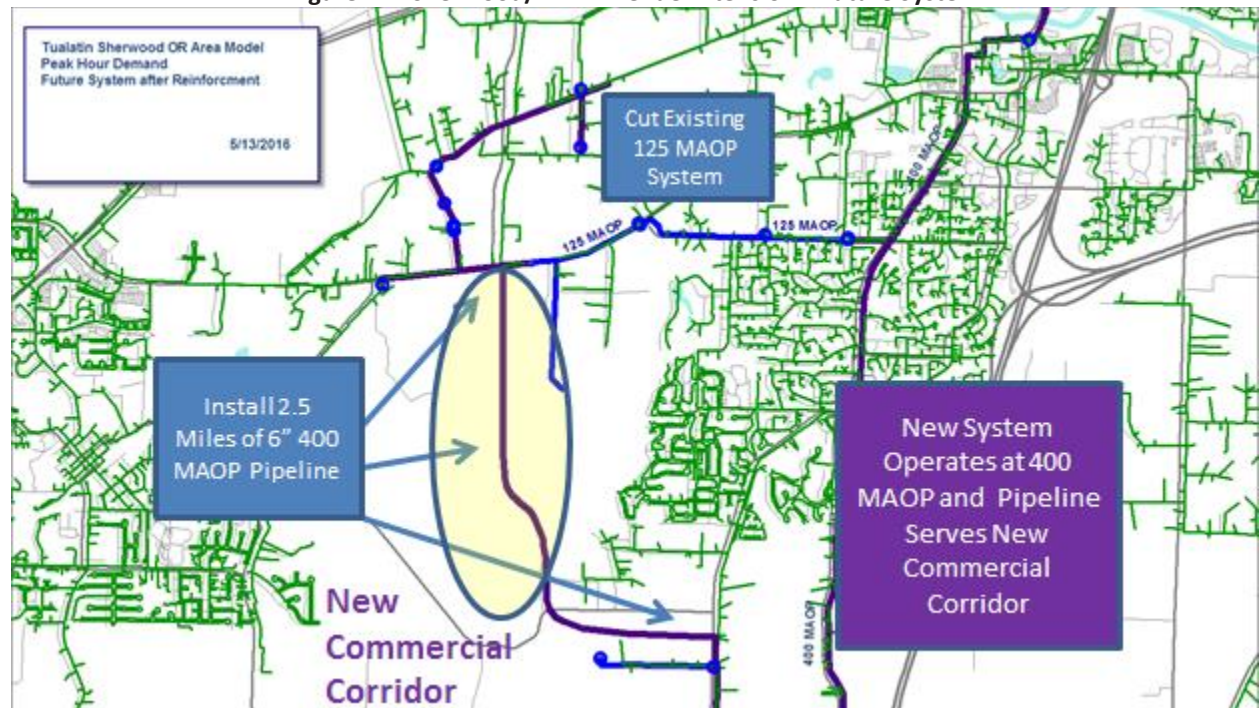 Figure
Tualatin Sherwood OR Area Model
Peak Hour Demand
Future System after Reinforcment
5/13/2016
Cut Existing
125 MAOP
System
400 MAOP
125 MAOP
125 MAOP
Install 2.5
Miles of 6" 400
MAOP Pipeline
New System
Operates at 400
MAOP and Pipeline
Serves New
Commercial
Corridor
400 MAOP
New
Commercial
Corridor